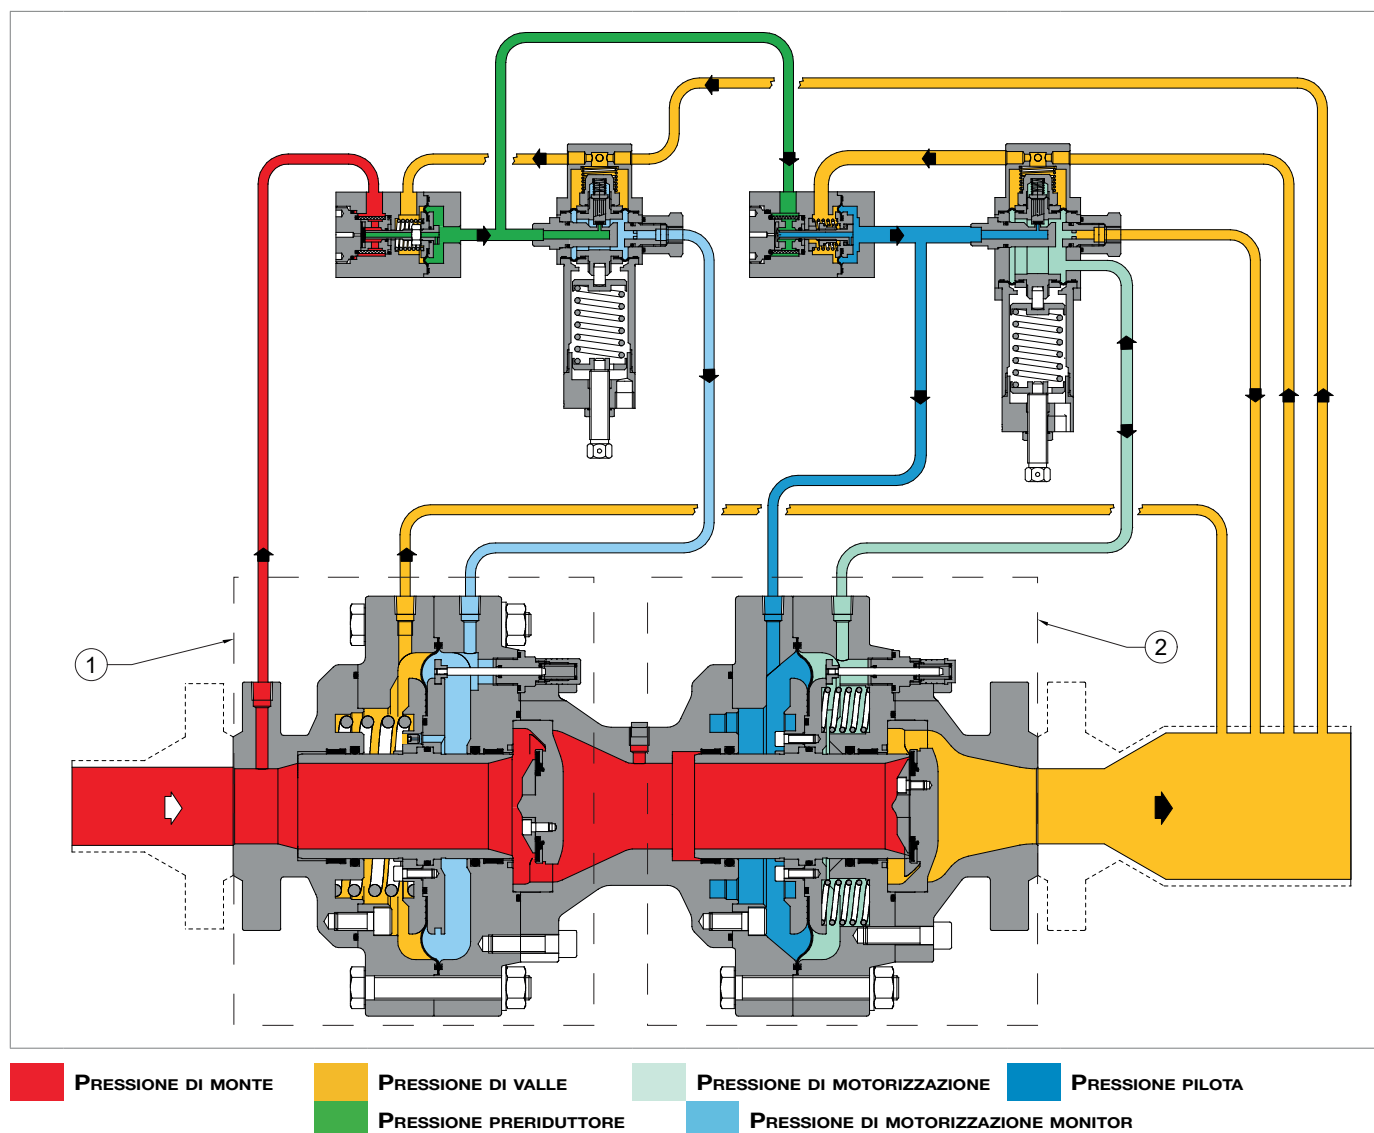 1
2
PRESSIONE DI MONTE
PRESSIONE DI VALLE
PRESSIONE DI MOTORIZZAZIONE
PRESSIONE PILOTA
PRESSIONE PRERIDUTTORE
PRESSIONE DI MOTORIZZAZIONE MONITOR